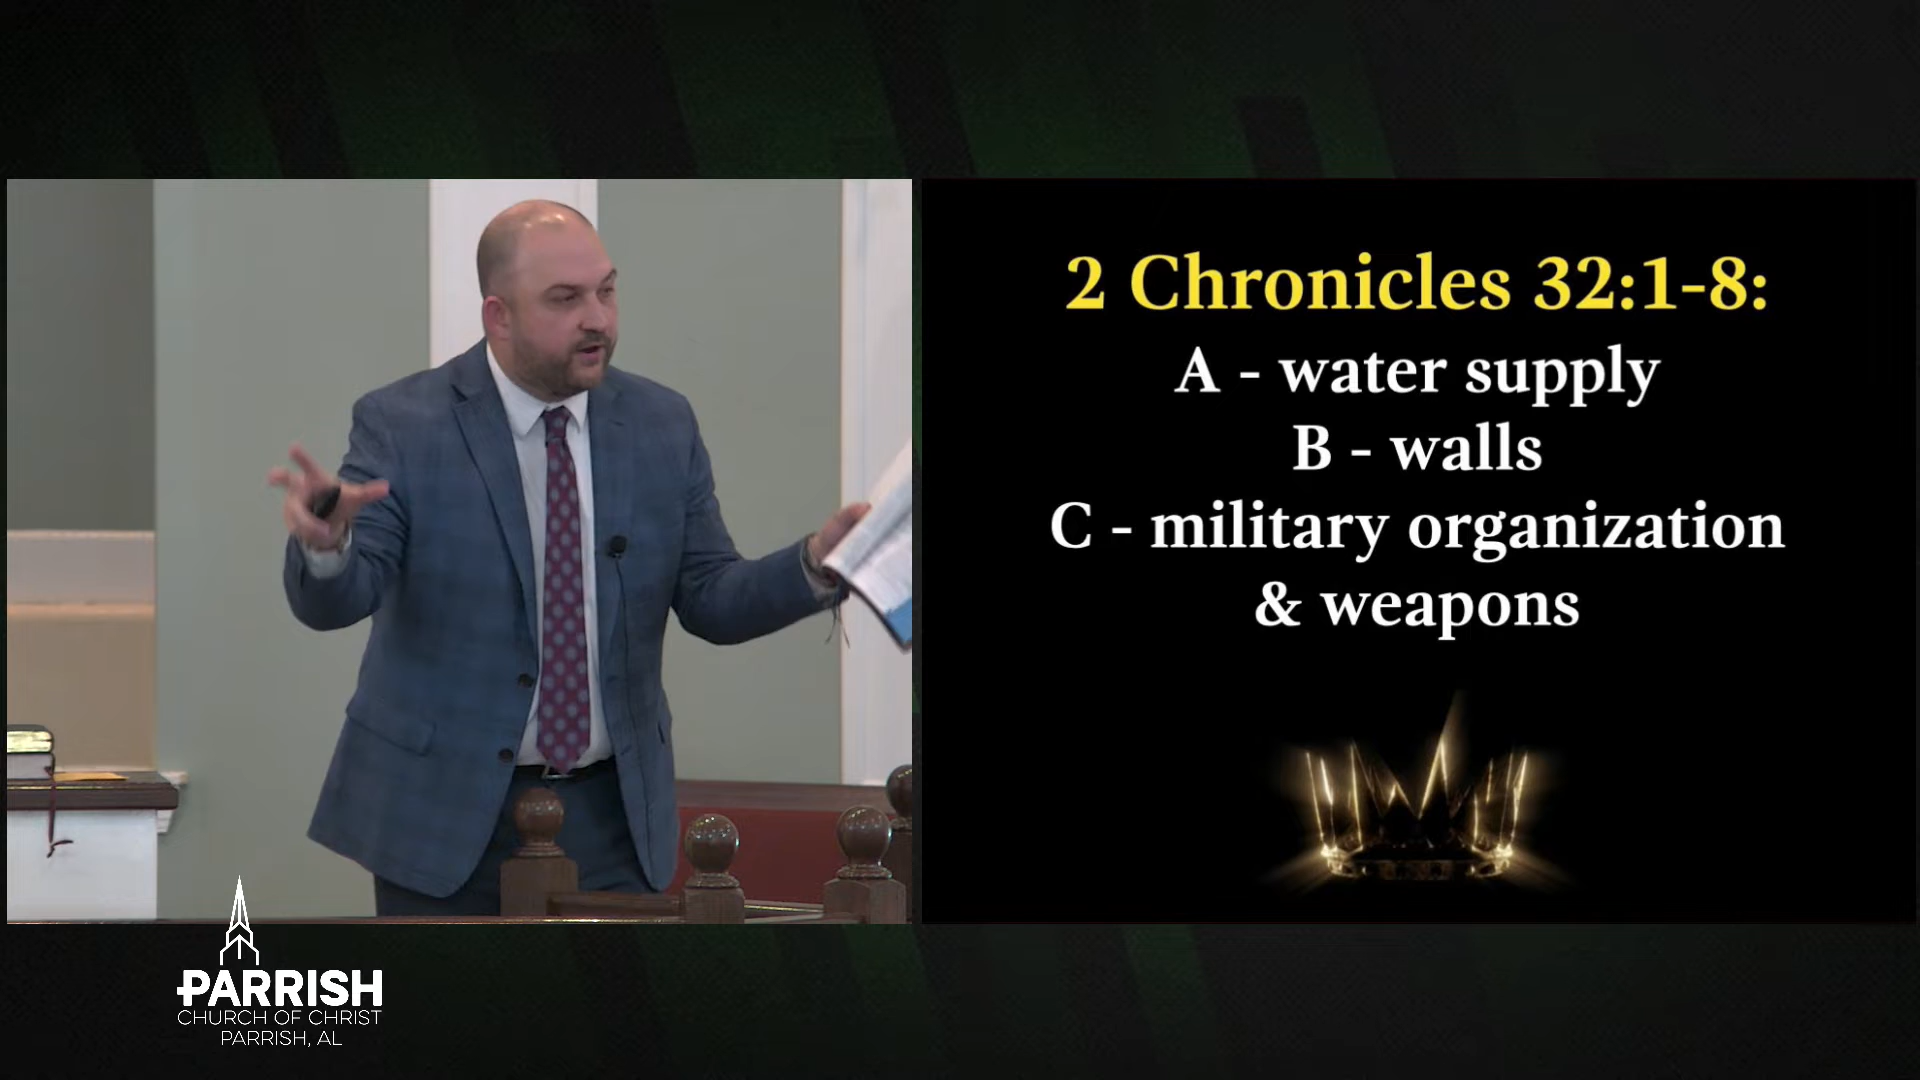 2 Chronicles 32:1-8:
A - water supply
B - walls
C - military organization
& weapons
PARRISH
CHURCH OF CHRIST
PARRISH, AL